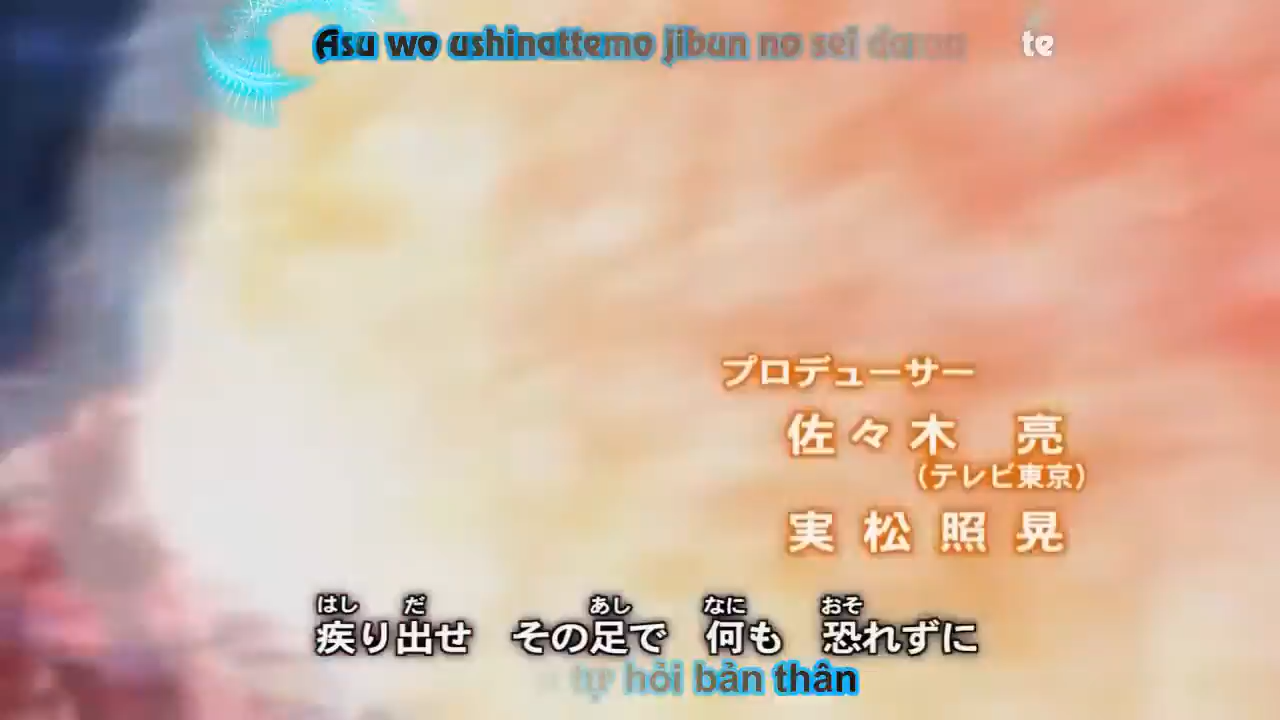 Asu wo ushinattemo jibun no sei te
プロデューサー
佐々木 亮
（テレビ東京）
実松照晃
はし だ あし なに おそ
疾り出せ その足で 何も 恐れずに
tự hỏi bản thân